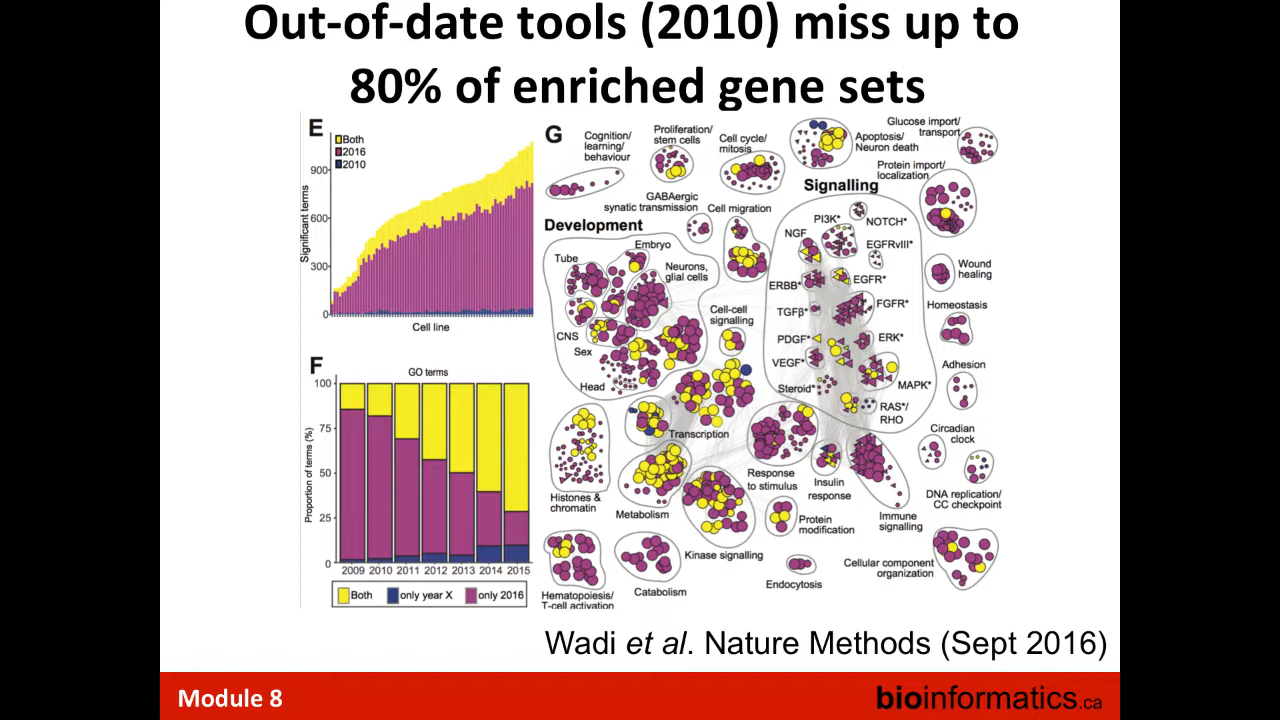 Out-of-date tools (2010) miss up to
80% of enriched gene sets
E
Both
2016
2010
900
600
300
0
Significant terms
Cell line
F
GO terms
100
75
50
25
0
Proportion of terms (%)
2009 2010 2011 2012 2013 2014 2015
Both only year X only 2016
G
Cognition/
learning/
behaviour
Proliferation/
stem cells
Cell cycle/
mitosis
Apoptosis/
Neuron death
Glucose import/
transport
Protein import/
localization
GABAergic
synatic transmission
Cell migration
Signalling
PI3K*
NOTCH*
NGF
EGFRvIII*
ERBB*
EGFR*
TGFβ*
FGFR*
PDGF*
ERK*
VEGF*
Steroid*
MAPK*
RAS*/
RHO
Development
Embryo
Tube
Neurons,
glial cells
CNS
Sex
Head
Cell-cell
signalling
Wound
healing
Homeostasis
Adhesion
Circadian
clock
DNA replication/
CC checkpoint
Transcription
Histones &
chromatin
Metabolism
Response
to stimulus
Insulin
response
Immune
signalling
Kinase signalling
Protein
modification
Hematopoiesis/
T-cell activation
Catabolism
Endocytosis
Cellular component
organization
Wadi et al. Nature Methods (Sept 2016)
Module 8
bioinformatics.ca